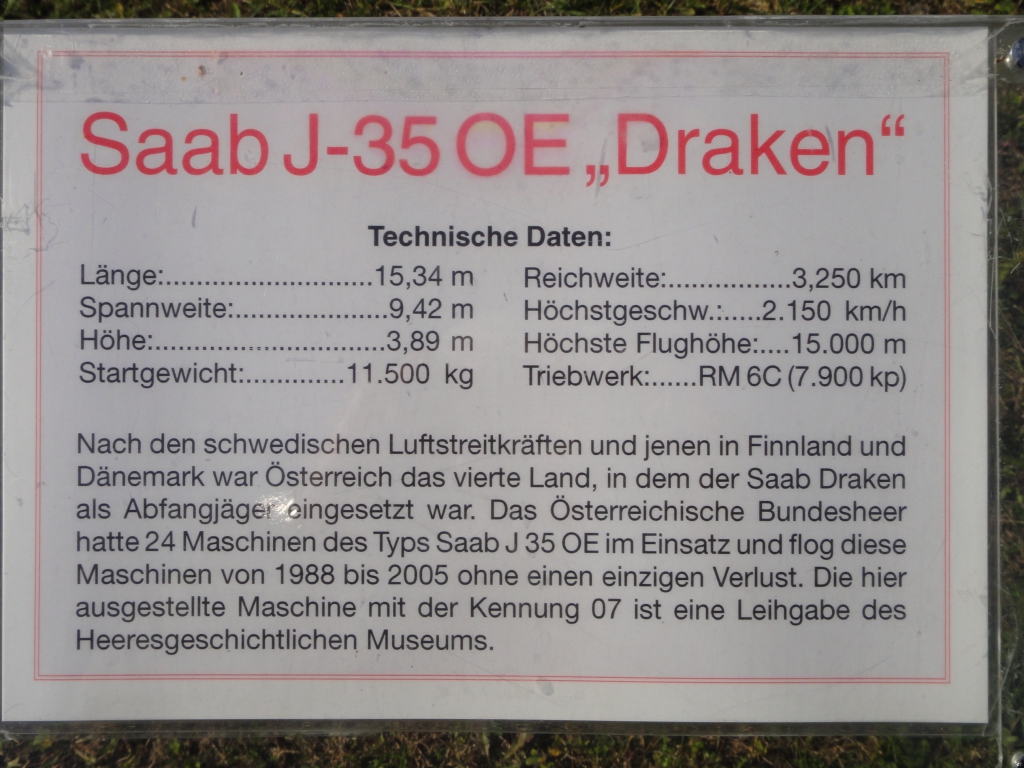 Saab J-35 OE „Draken“
Technische Daten:
Länge:...........................15,34 m
Spannweite:....................9,42 m
Höhe:..............................3,89 m
Startgewicht:.............11.500 kg
Reichweite:................3,250 km
Höchstgeschw.:.....2.150 km/h
Höchste Flughöhe:....15.000 m
Triebwerk:......RM 6C (7.900 kp)
Nach den schwedischen Luftstreitkräften und jenen in Finnland und
Dänemark war Österreich das vierte Land, in dem der Saab Draken
als Abfangjäger eingesetzt war. Das Österreichische Bundesheer
hatte 24 Maschinen des Typs Saab J 35 OE im Einsatz und flog diese
Maschinen von 1988 bis 2005 ohne einen einzigen Verlust. Die hier
ausgestellte Maschine mit der Kennung 07 ist eine Leihgabe des
Heeresgeschichtlichen Museums.